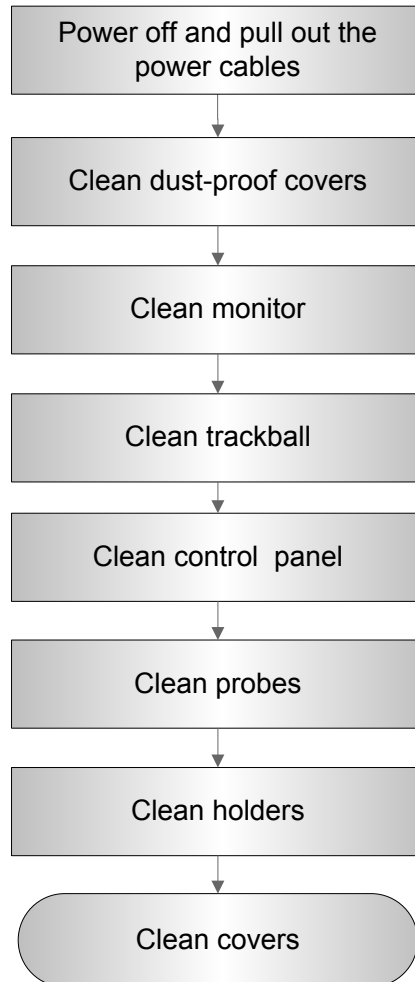 Power off and pull out the
power cables
Clean dust-proof covers
Clean monitor
Clean trackball
Clean control  panel
Clean probes
Clean holders
Clean covers